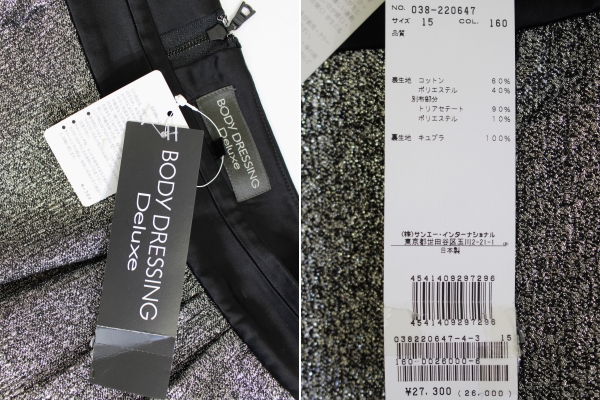 BODY DRESSING
Deluxe
BODY DRESSING
Deluxe
NO. 038-220647
サイズ 15 COL. 160
品質
表生地 コットン 60%
ポリエステル 40%
別布部分
トリアセテート 90%
ポリエステル 10%
裏生地 キュプラ 100%
(株)サンエー・インターナショナル
東京都世田谷区玉川2-21-1
日本製
4541409297296
4541409297296
038220647-4-3 15
160-0026000-6
¥27,300 (26,000)